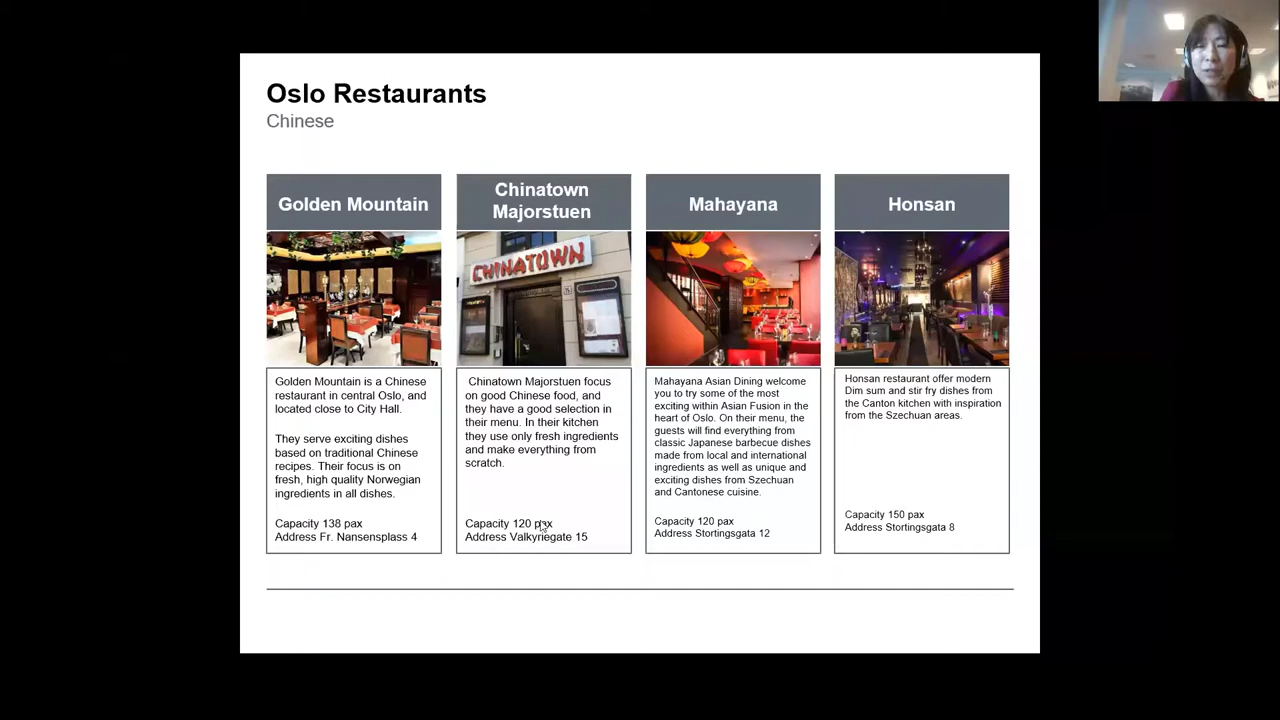 Oslo Restaurants
Chinese
Golden Mountain
Chinatown
Majorstuen
Mahayana
Honsan
CHINATOWN
Golden Mountain is a Chinese
restaurant in central Oslo, and
located close to City Hall.
They serve exciting dishes
based on traditional Chinese
recipes. Their focus is on
fresh, high quality Norwegian
ingredients in all dishes.
Capacity 138 pax
Address Fr. Nansensplass 4
Chinatown Majorstuen focus
on good Chinese food, and
they have a good selection in
their menu. In their kitchen
they use only fresh ingredients
and make everything from
scratch.
Capacity 120 pax
Address Valkyriegate 15
Mahayana Asian Dining welcome
you to try some of the most
exciting within Asian Fusion in the
heart of Oslo. On their menu, the
guests will find everything from
classic Japanese barbecue dishes
made from local and international
ingredients as well as unique and
exciting dishes from Szechuan
and Cantonese cuisine.
Capacity 120 pax
Address Stortingsgata 12
Honsan restaurant offer modern
Dim sum and stir fry dishes from
the Canton kitchen with inspiration
from the Szechuan areas.
Capacity 150 pax
Address Stortingsgata 8